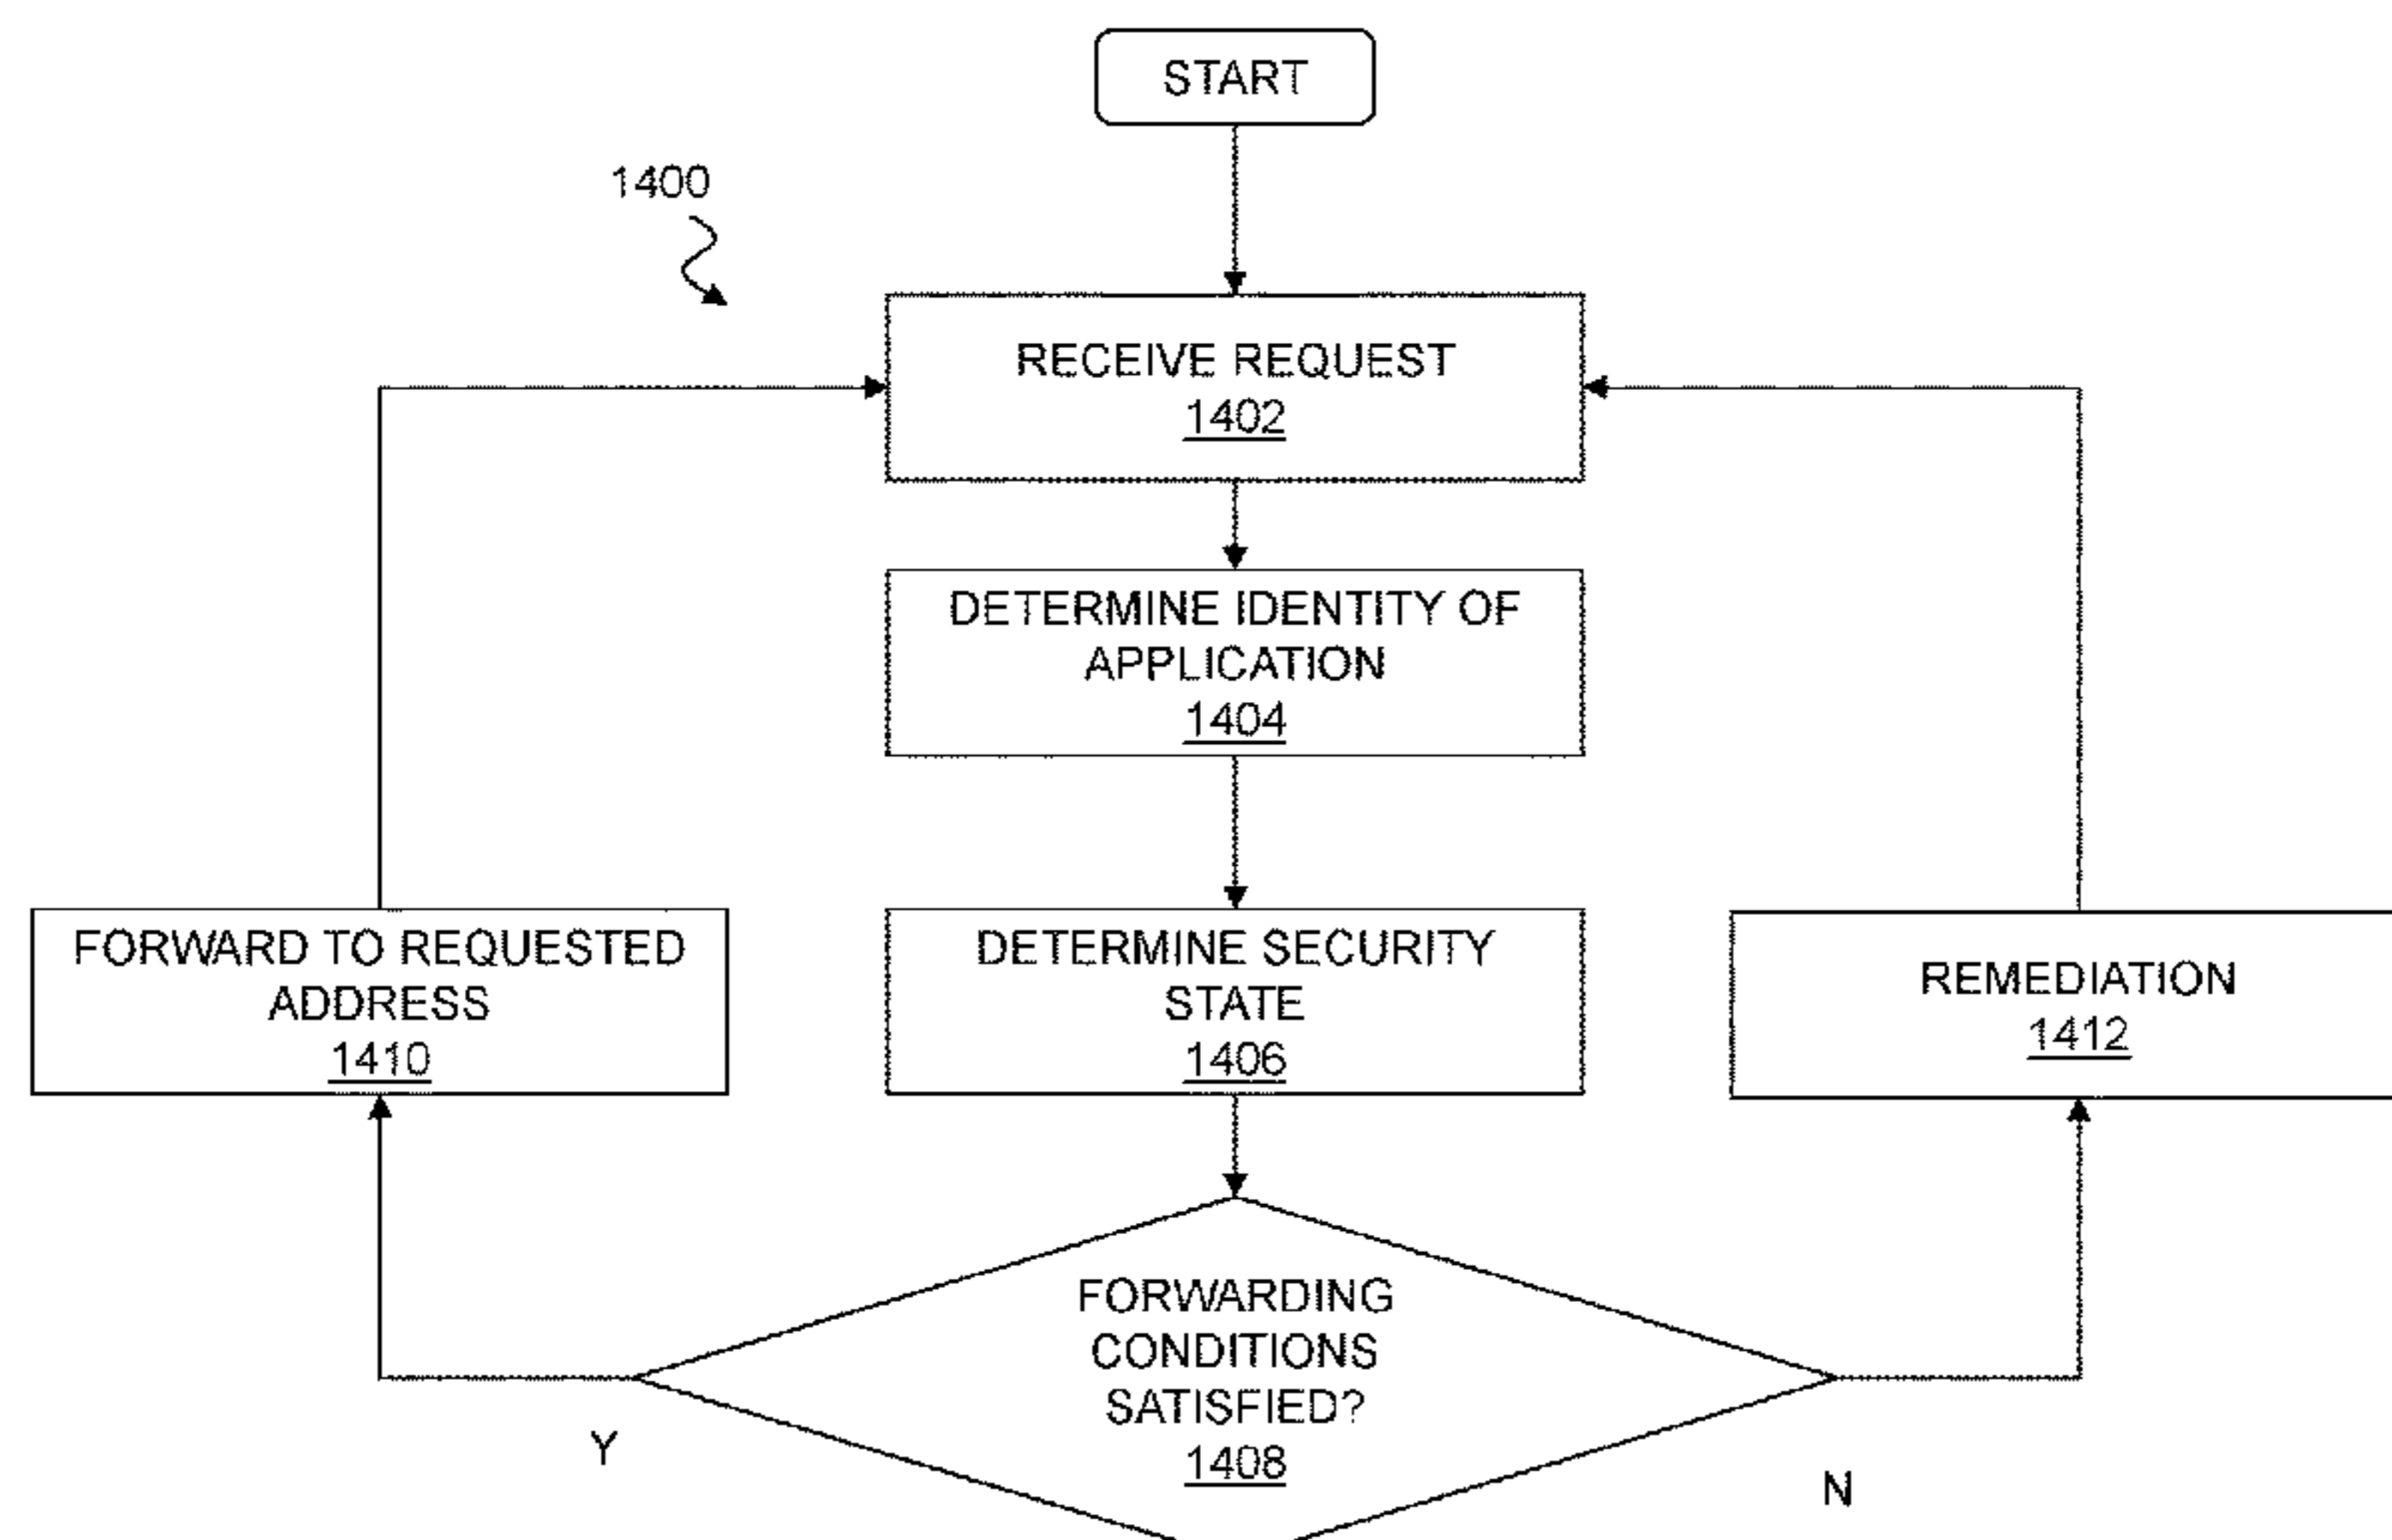 START
1400
RECEIVE REQUEST
1402
DETERMINE IDENTITY OF
APPLICATION
1404
FORWARD TO REQUESTED
ADDRESS
1410
DETERMINE SECURITY
STATE
1406
REMEDIATION
1412
FORWARDING
CONDITIONS
SATISFIED?
1408
Y
N